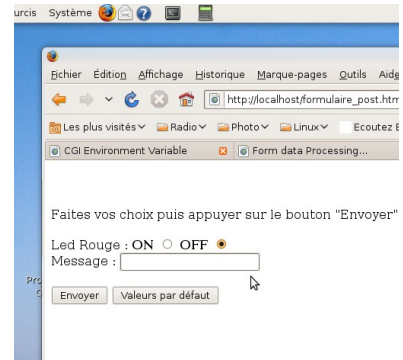 urcis Système
Fichier Édition Affichage Historique Marque-pages Outils Aide
http://localhost/formulaire_post.htm
Les plus visités Radio Photo Linux Ecoutez
CGI Environment Variable Form data Processing...
Faites vos choix puis appuyer sur le bouton "Envoyer"
Led Rouge : ON OFF
Message :
Envoyer Valeurs par défaut